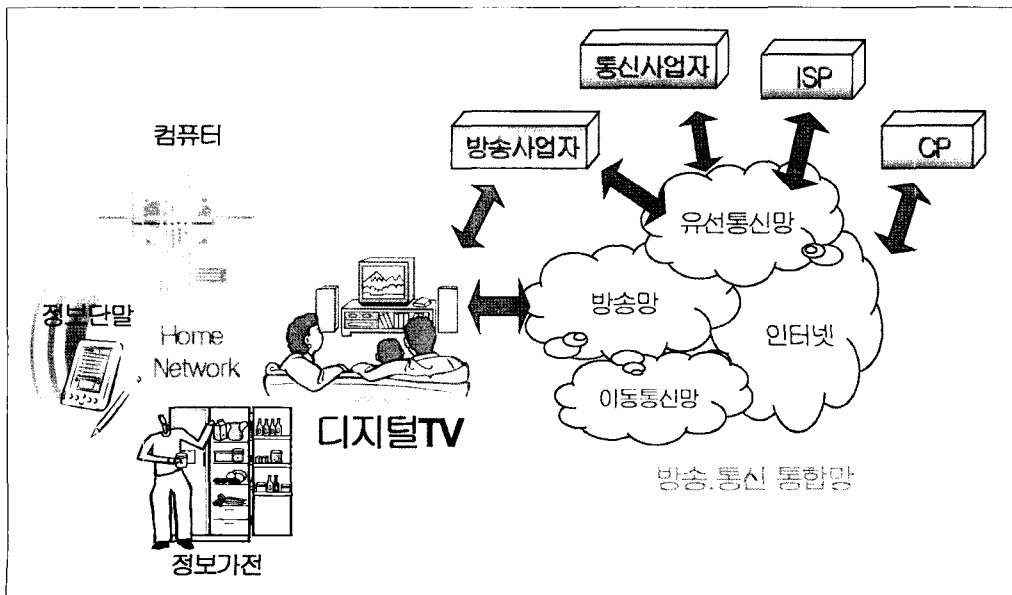 통신사업자
ISP
방송사업자
CP
컴퓨터
유선통신망
정보단말
Home
Network
방송망
인터넷
이동통신망
디지털TV
방송.통신 통합망
정보가전